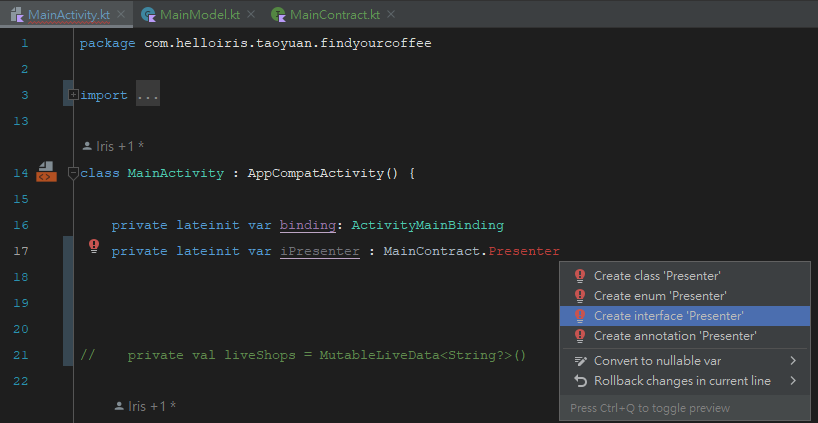 MainActivity.kt MainModel.kt MainContract.kt
1 package com.helloiris.taoyuan.findyourcoffee
2
3 import ...
13
Iris +1 *
14 class MainActivity : AppCompatActivity() {
15
16 private lateinit var binding: ActivityMainBinding
17 private lateinit var iPresenter : MainContract.Presenter
Create class 'Presenter'
18
Create enum 'Presenter'
19
Create interface 'Presenter'
20
Create annotation 'Presenter'
21 // private val liveShops = MutableLiveData<String?>()
Convert to nullable var
22
Rollback changes in current line
Iris +1 *
Press Ctrl+Q to toggle preview